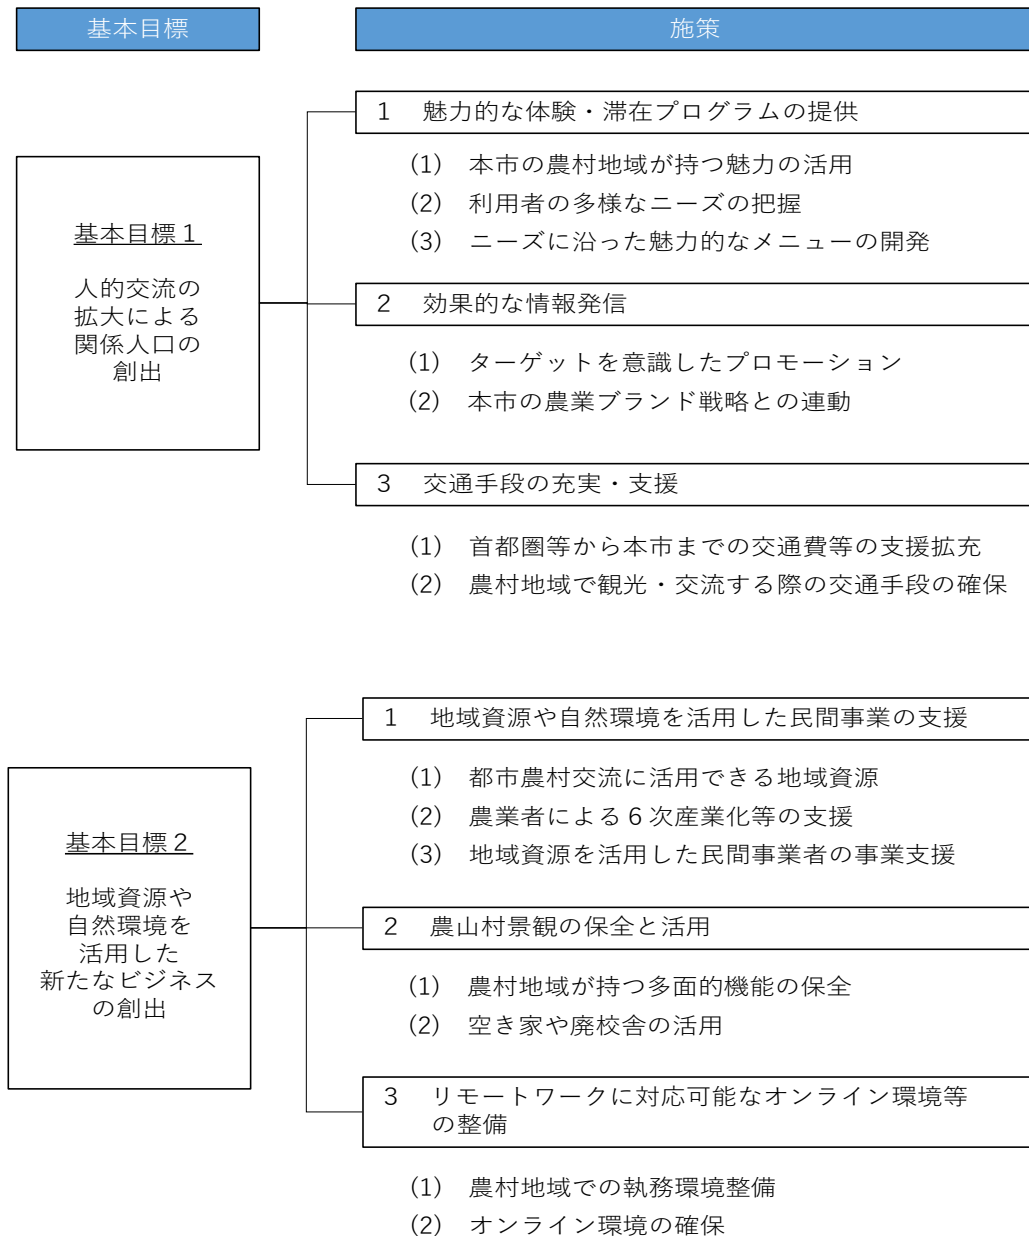 基本目標
施策
基本目標1
人的交流の
拡大による
関係人口の
創出
1 魅力的な体験・滞在プログラムの提供
(1) 本市の農村地域が持つ魅力の活用
(2) 利用者の多様なニーズの把握
(3) ニーズに沿った魅力的なメニューの開発
2 効果的な情報発信
(1) ターゲットを意識したプロモーション
(2) 本市の農業ブランド戦略との連動
3 交通手段の充実・支援
(1) 首都圏等から本市までの交通費等の支援拡充
(2) 農村地域で観光・交流する際の交通手段の確保
基本目標2
地域資源や
自然環境を
活用した
新たなビジネス
の創出
1 地域資源や自然環境を活用した民間事業の支援
(1) 都市農村交流に活用できる地域資源
(2) 農業者による6次産業化等の支援
(3) 地域資源を活用した民間事業者の事業支援
2 農山村景観の保全と活用
(1) 農村地域が持つ多面的機能の保全
(2) 空き家や廃校舎の活用
3 リモートワークに対応可能なオンライン環境等
の整備
(1) 農村地域での執務環境整備
(2) オンライン環境の確保